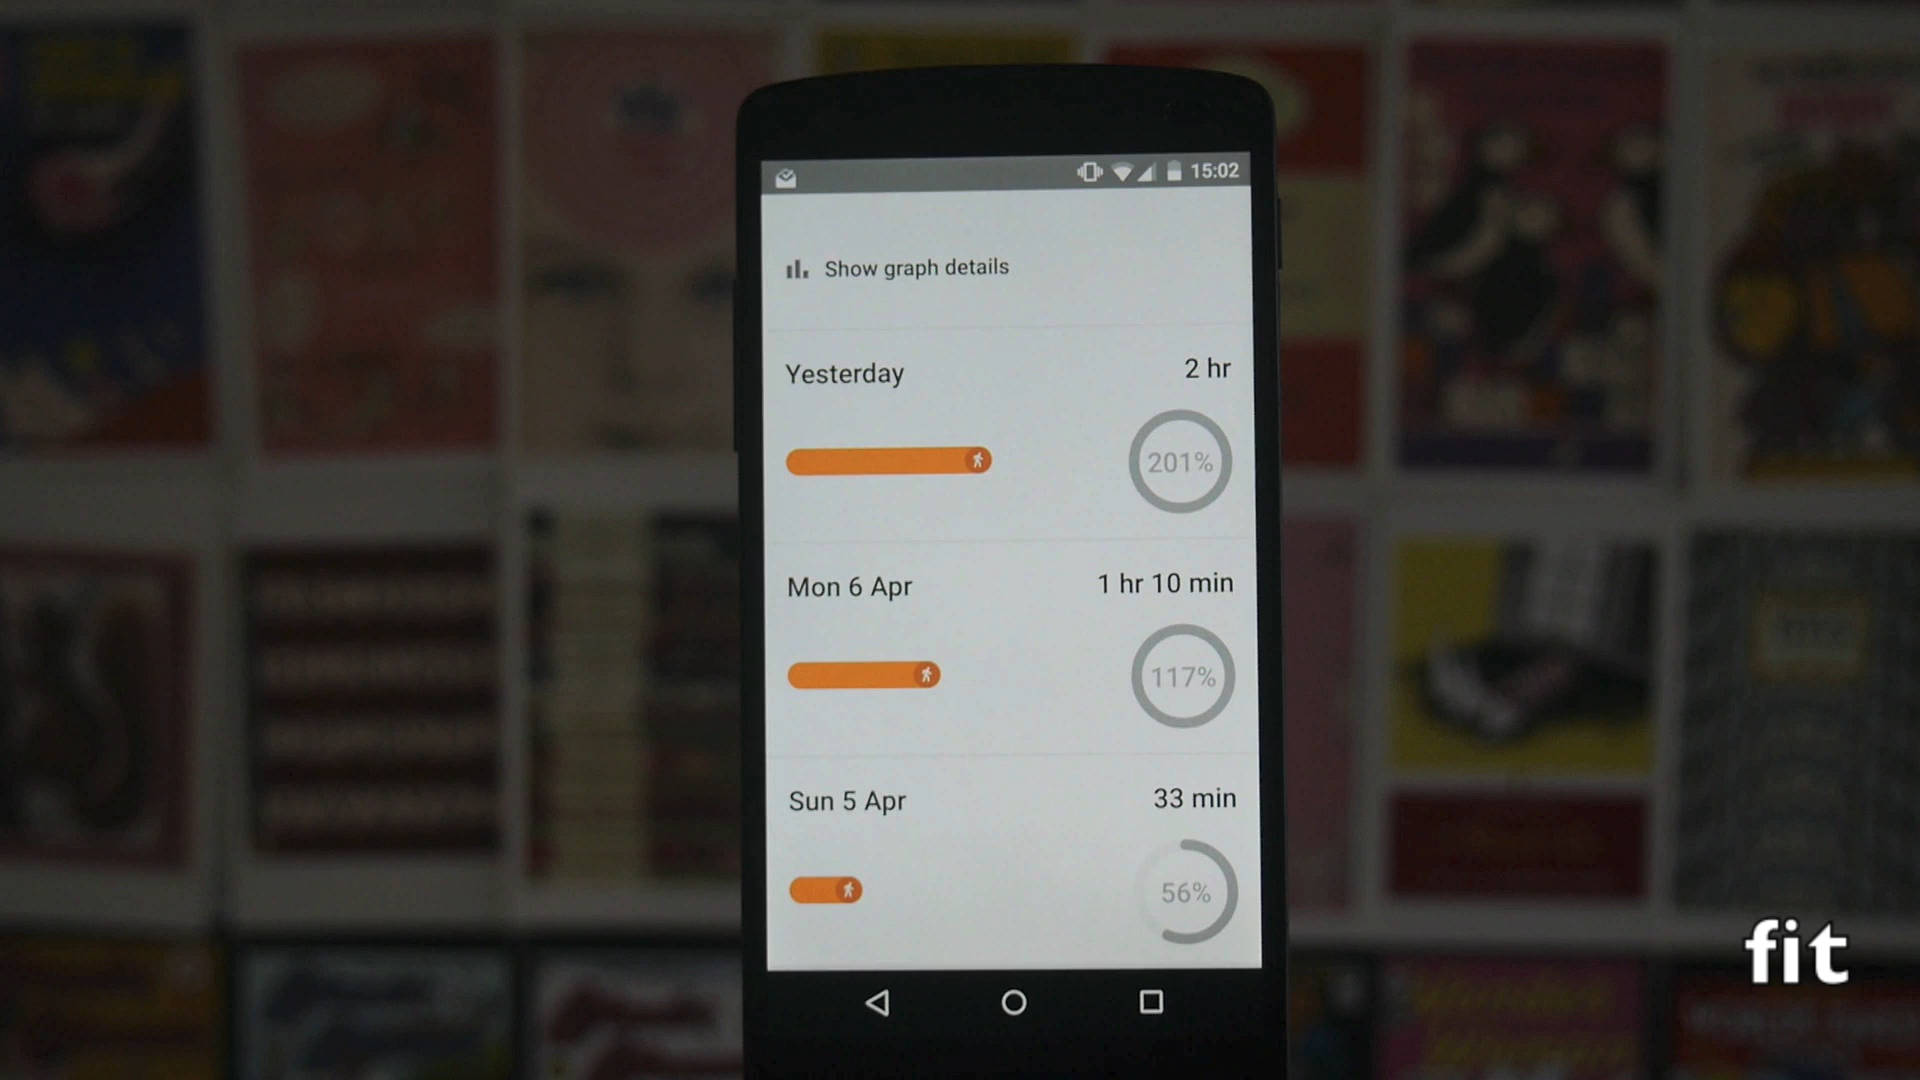 15:02
Show graph details
Yesterday 2 hr
201%
Mon 6 Apr 1 hr 10 min
117%
Sun 5 Apr 33 min
56%
fit